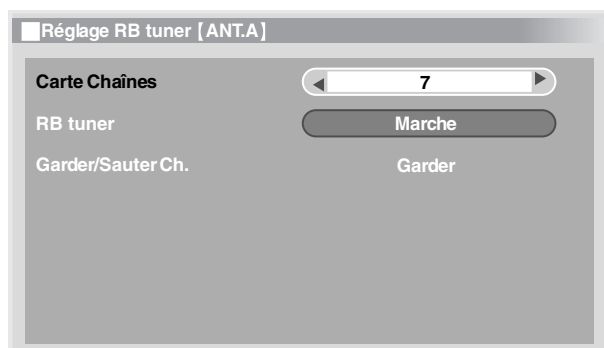 Réglage RB tuner [ANT.A]
Carte Chaînes 7
RB tuner Marche
Garder/Sauter Ch. Garder